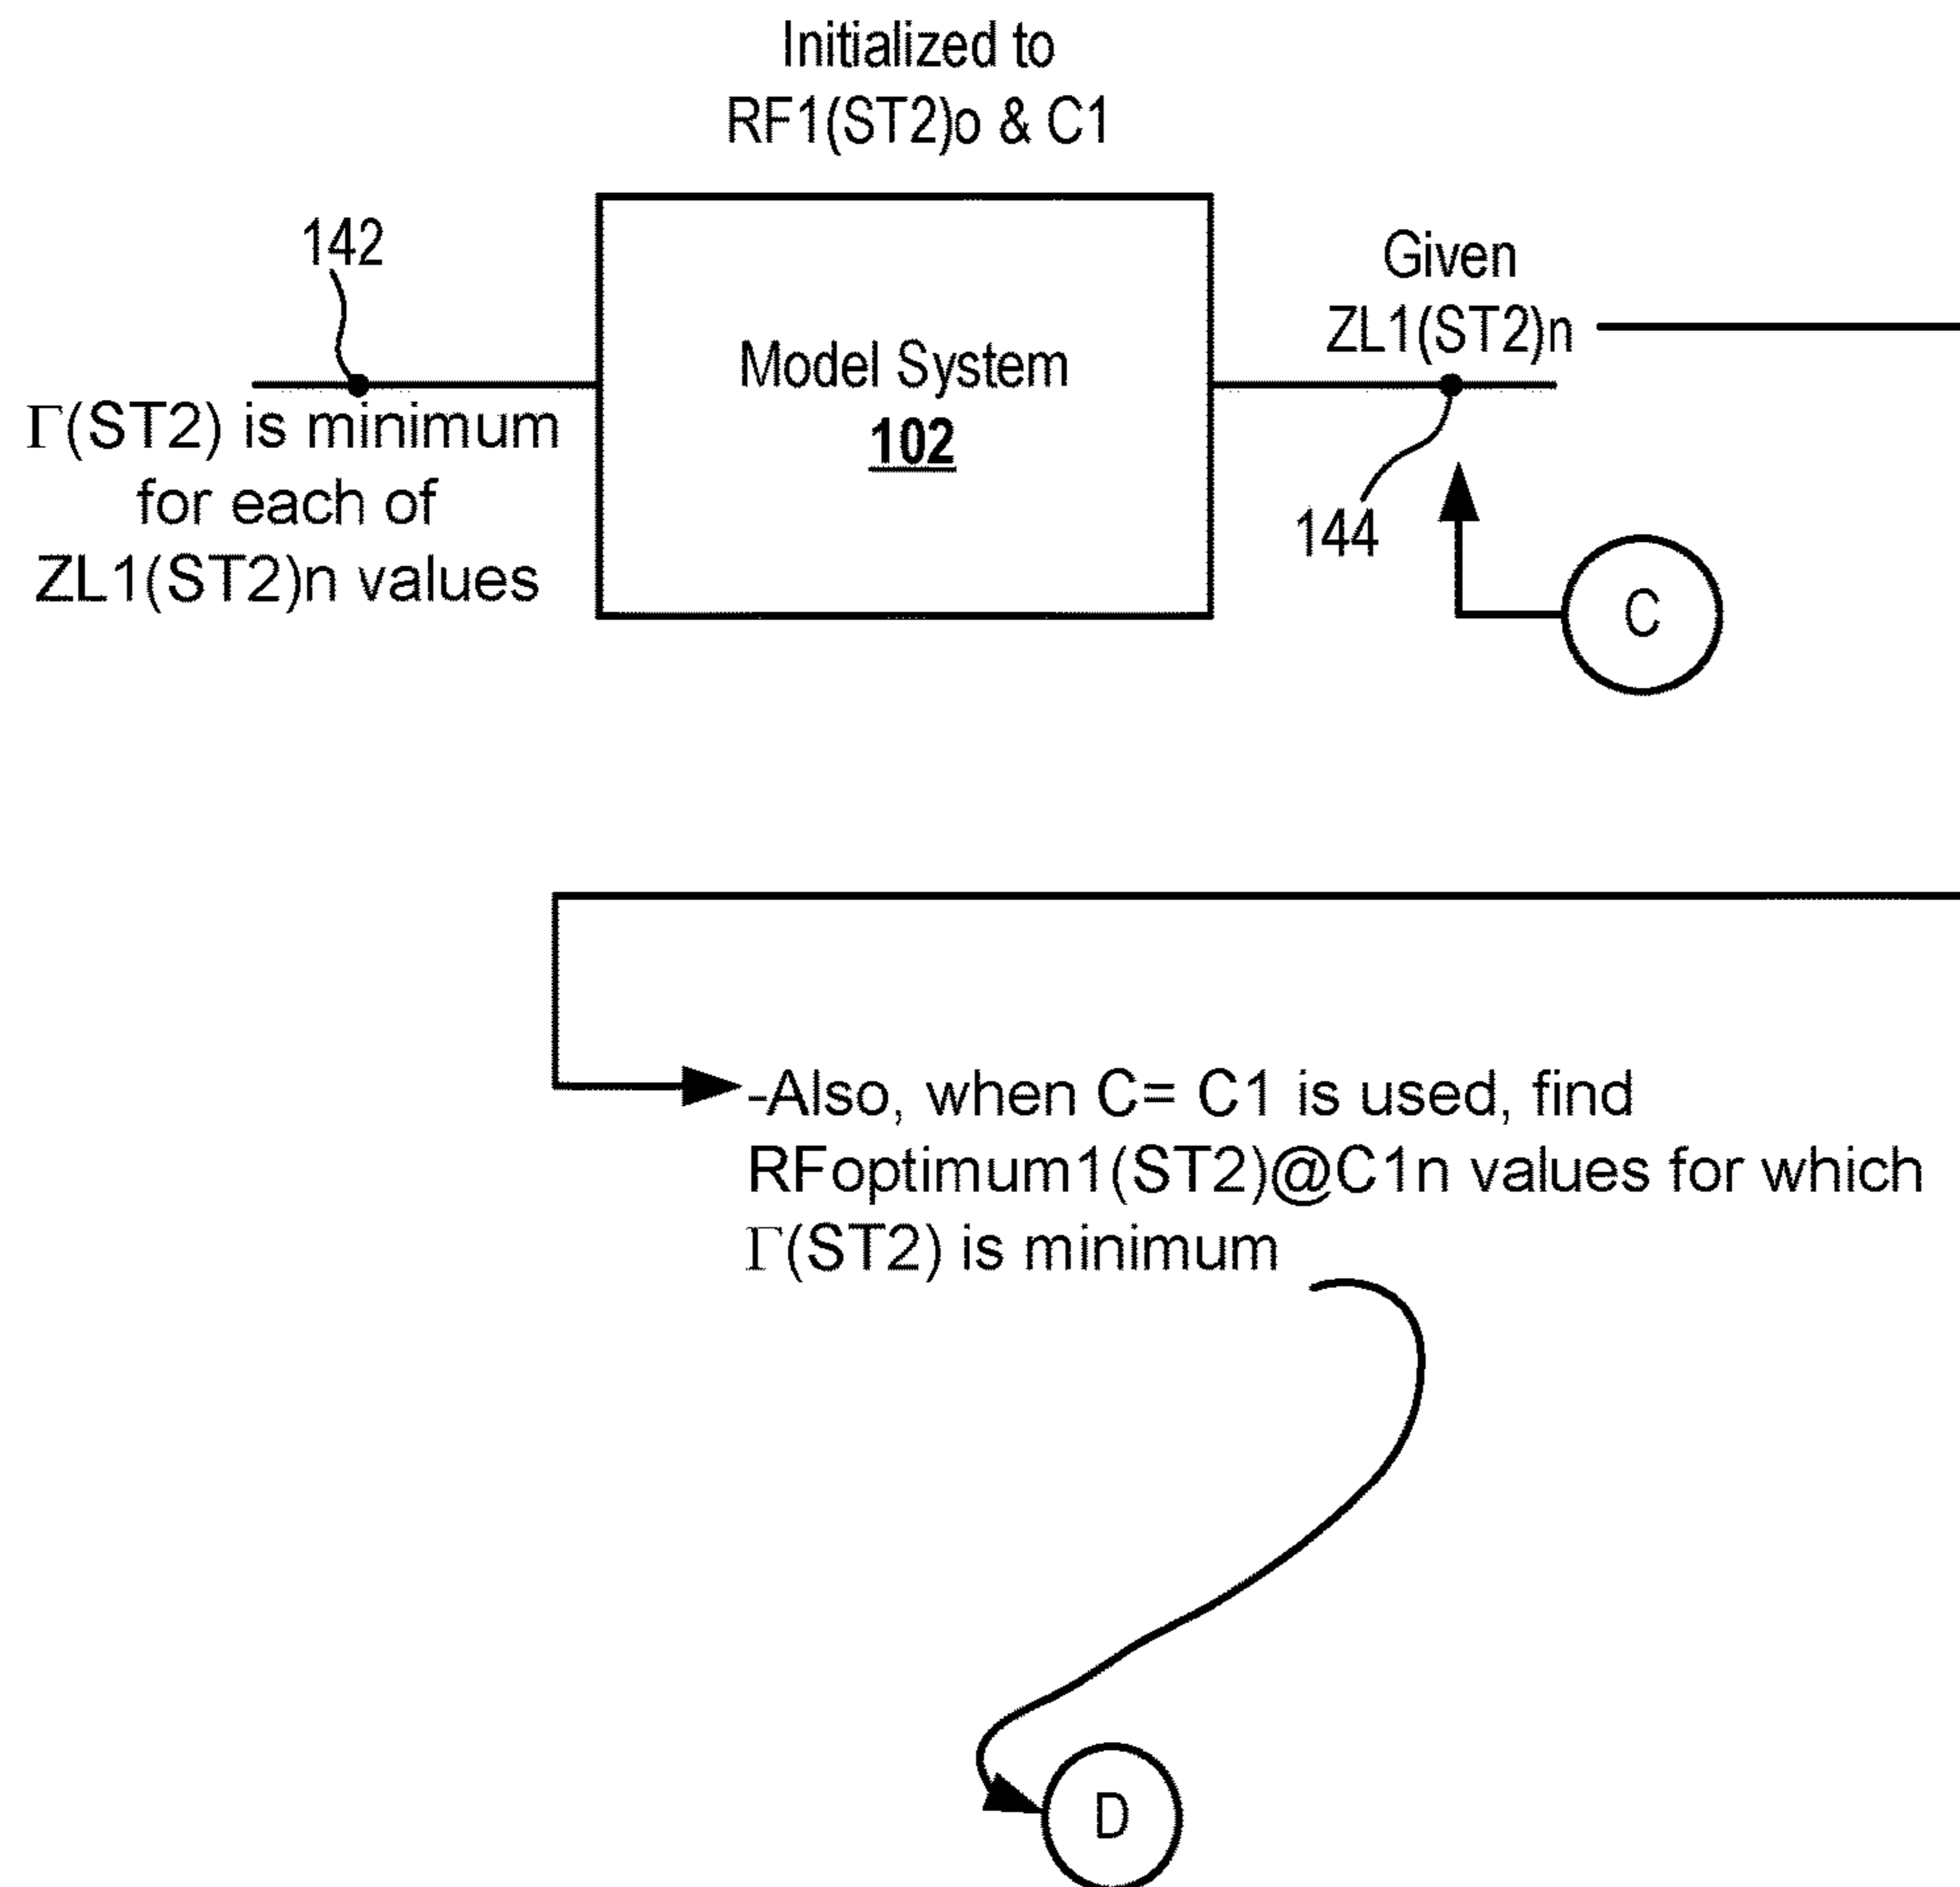 Initialized to
RF1(ST2)o & C1
142
Given
ZL1(ST2)n
Model System
102
Γ(ST2) is minimum
for each of
ZL1(ST2)n values
144
C
-Also, when C= C1 is used, find
RFoptimum1(ST2)@C1n values for which
Γ(ST2) is minimum
D